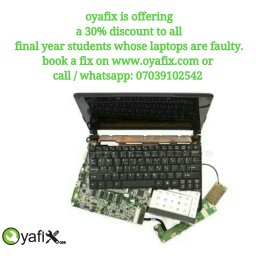 oyafix is offering
a 30% discount to all
final year students whose laptops are faulty.
book a fix on www.oyafix.com or
call / whatsapp: 07039102542
Oyafix.com